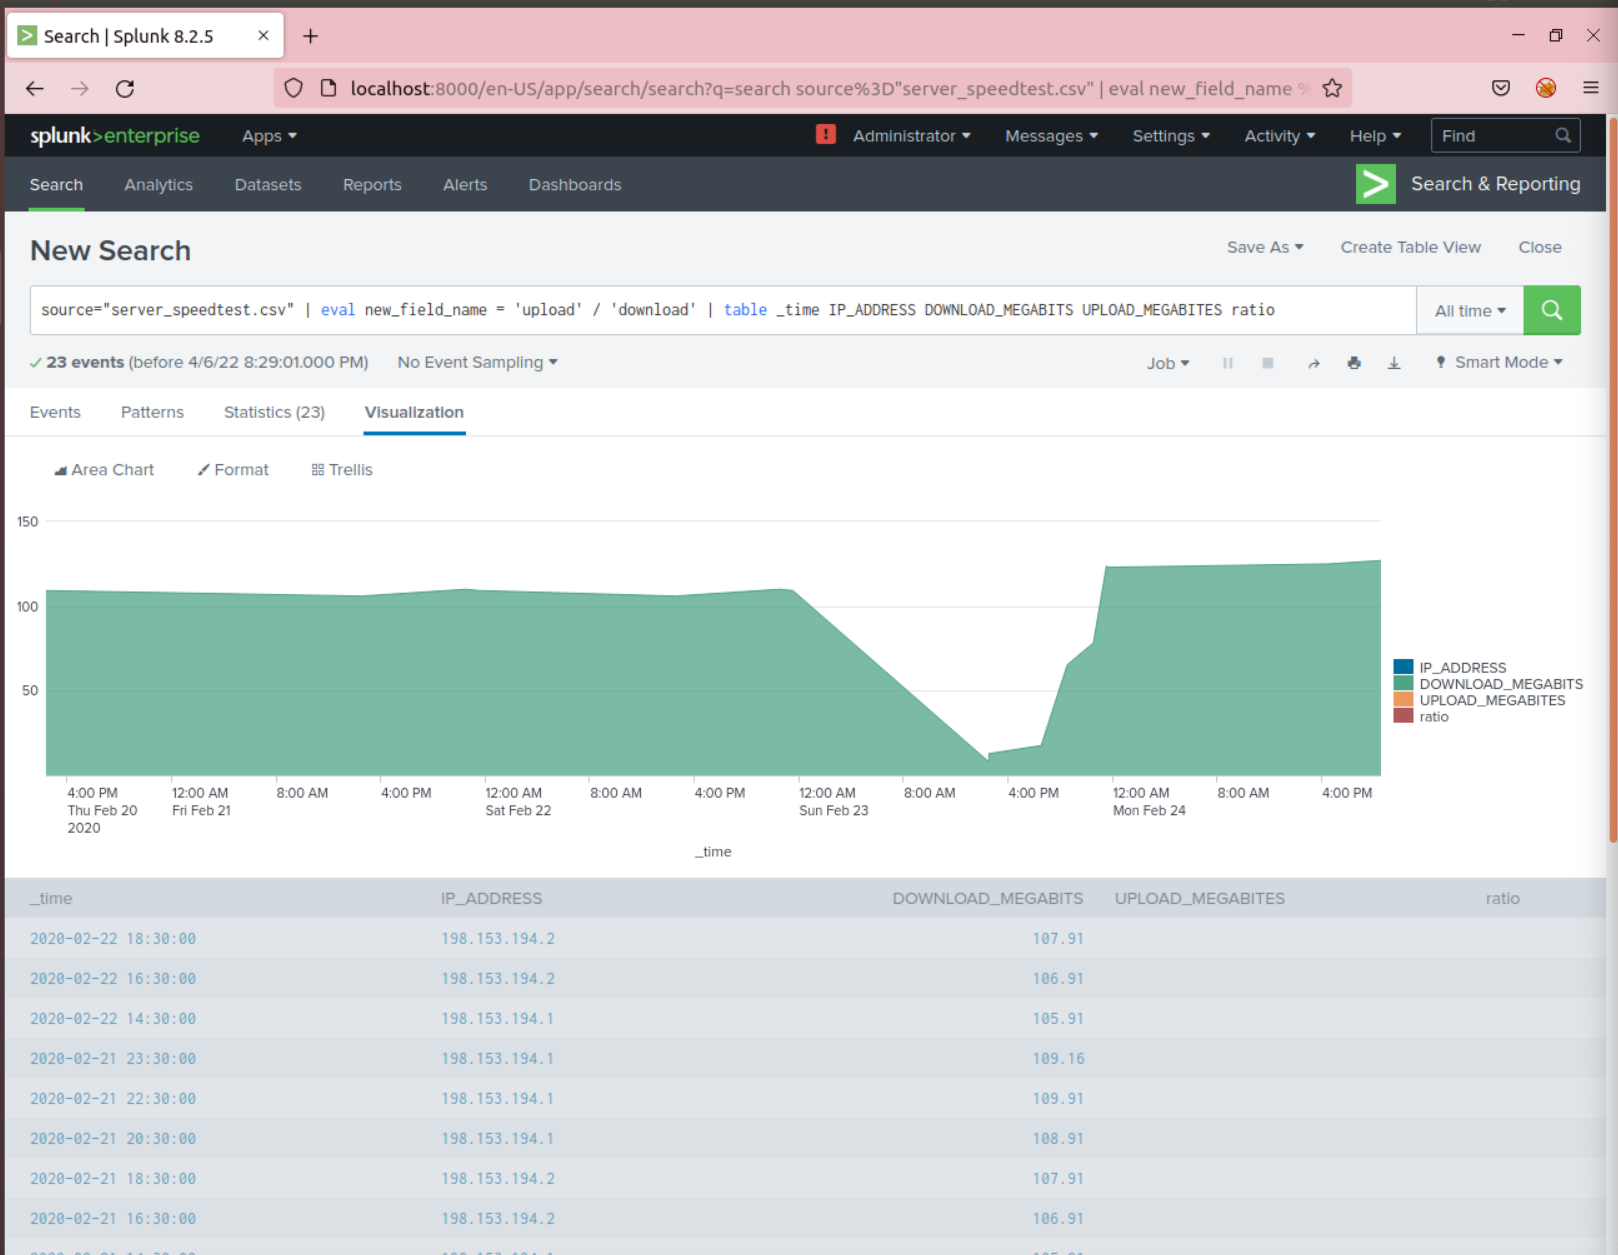 Search | Splunk 8.2.5
localhost:8000/en-US/app/search/search?q=search source%3D"server_speedtest.csv" | eval new_field_name %
splunk>enterprise Apps Administrator Messages Settings Activity Help Find
Search Analytics Datasets Reports Alerts Dashboards Search & Reporting
New Search Save As Create Table View Close
source="server_speedtest.csv" | eval new_field_name = 'upload' / 'download' | table _time IP_ADDRESS DOWNLOAD_MEGABITS UPLOAD_MEGABITES ratio All time
23 events (before 4/6/22 8:29:01.000 PM) No Event Sampling Job Smart Mode
Events Patterns Statistics (23) Visualization
Area Chart Format Trellis
150
100
50
IP_ADDRESS
DOWNLOAD_MEGABITS
UPLOAD_MEGABITES
ratio
4:00 PM 12:00 AM 8:00 AM 4:00 PM 12:00 AM 8:00 AM 4:00 PM 12:00 AM 8:00 AM 4:00 PM 12:00 AM 8:00 AM 4:00 PM
Thu Feb 20 Fri Feb 21 Sat Feb 22 Sun Feb 23 Mon Feb 24
2020
_time
_time IP_ADDRESS DOWNLOAD_MEGABITS UPLOAD_MEGABITES ratio
2020-02-22 18:30:00 198.153.194.2 107.91
2020-02-22 16:30:00 198.153.194.2 106.91
2020-02-22 14:30:00 198.153.194.1 105.91
2020-02-21 23:30:00 198.153.194.1 109.16
2020-02-21 22:30:00 198.153.194.1 109.91
2020-02-21 20:30:00 198.153.194.1 108.91
2020-02-21 18:30:00 198.153.194.2 107.91
2020-02-21 16:30:00 198.153.194.2 106.91